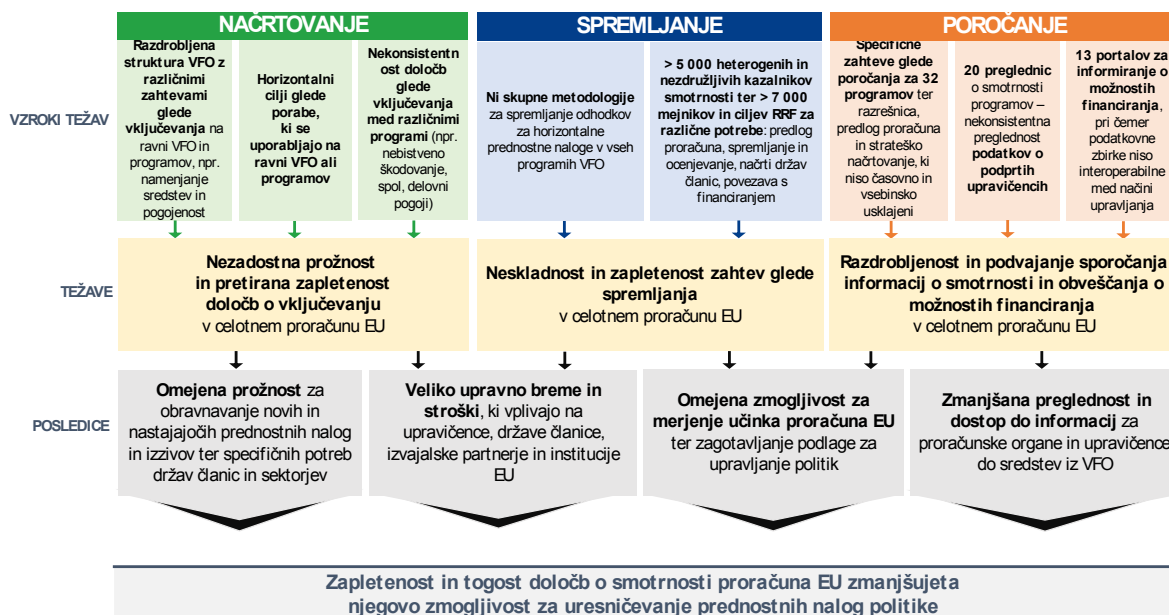 NAČRTOVANJE
SPREMLJANJE
POROČANJE
VZROKI TEŽAV
Razdrobljena
struktura VFO z
različnimi
zahtevami
glede
vključevanja na
ravni VFO in
programov, npr.
namenjanje
sredstev in
pogojenost
Horizontalni
cilji glede
porabe,
ki se
uporabljajo na
ravni VFO ali
programov
Nekonsistentn
ost določb
glede
vključevanja
med različnimi
programi (npr.
nebistveno
škodovanje,
spol, delovni
pogoji)
Ni skupne metodologije
za spremljanje odhodkov
za horizontalne
prednostne naloge v vseh
programih VFO
> 5 000 heterogenih in
nezdružljivih kazalnikov
smotrnosti ter > 7 000
mejnikov in ciljev RRF za
različne potrebe: predlog
proračuna, spremljanje in
ocenjevanje, načrti držav
članic, povezava s
financiranjem
Specifične
zahteve glede
poročanja za 32
programov ter
razrešnica,
predlog proračuna
in strateško
načrtovanje, ki
niso časovno in
vsebinsko
usklajeni
20 preglednic
o smotrnosti
programov –
nekonsistentna
preglednost
podatkov o
podprtih
upravičencih
13 portalov za
informiranje o
možnostih
financiranja,
pri čemer
podatkovne
zbirke niso
interoperabilne
med načini
upravljanja
TEŽAVE
Nezadostna prožnost
in pretirana zapletenost
določb o vključevanju
v celotnem proračunu EU
Neskladnost in zapletenost zahtev glede
spremljanja
v celotnem proračunu EU
Razdrobljenost in podvajanje sporočanja
informacij o smotrnosti in obveščanja o
možnostih financiranja
v celotnem proračunu EU
POSLEDICE
Omejena prožnost za
obravnavanje novih in
nastajajočih prednostnih nalog
in izzivov ter specifičnih potreb
držav članic in sektorjev
Veliko upravno breme in
stroški, ki vplivajo na
upravičence, države članice,
izvajalske partnerje in institucije
EU
Omejena zmogljivost za
merjenje učinka proračuna EU
ter zagotavljanje podlage za
upravljanje politik
Zmanjšana preglednost in
dostop do informacij za
proračunske organe in upravičence
do sredstev iz VFO
Zapletenost in togost določb o smotrnosti proračuna EU zmanjšujeta
njegovo zmogljivost za uresničevanje prednostnih nalog politike